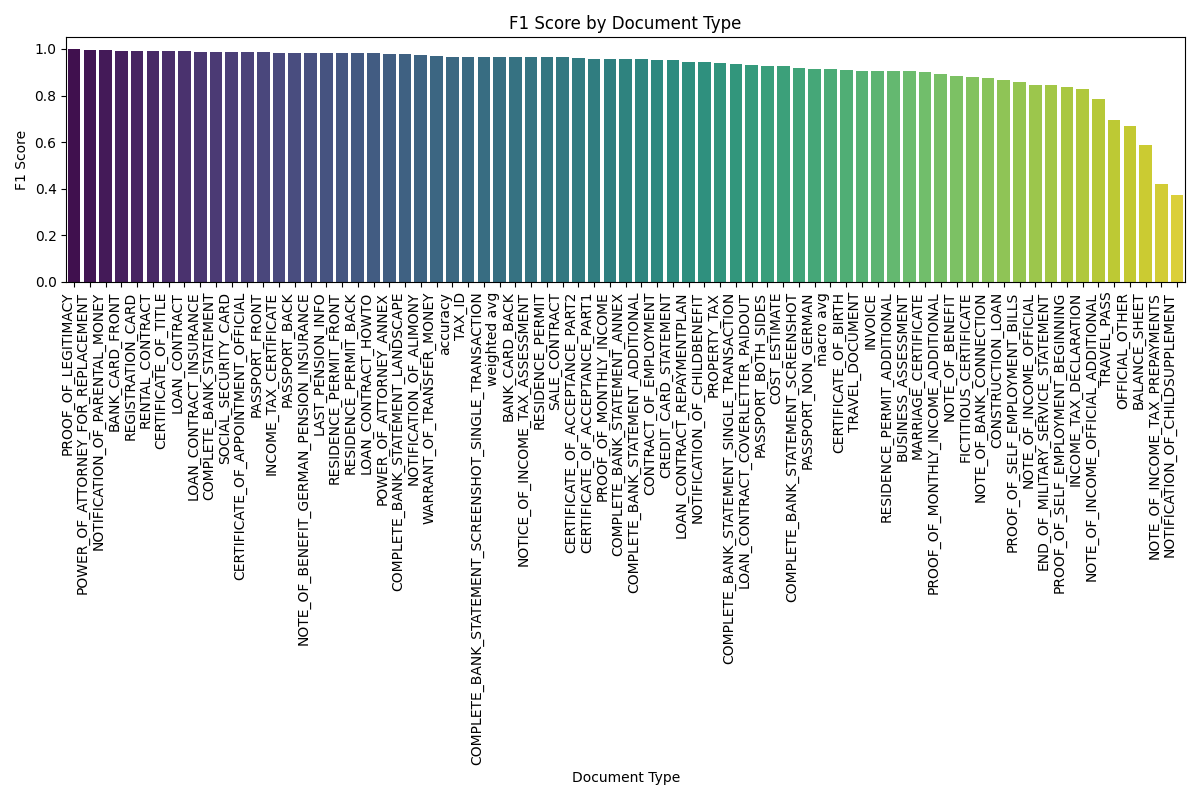 F1 Score by Document Type
F1 Score
1.0
0.8
0.6
0.4
0.2
0.0
PROOF_OF_LEGITIMACY
POWER_OF_ATTORNEY_FOR_REPLACEMENT
NOTIFICATION_OF_PARENTAL_MONEY
BANK_CARD_FRONT
REGISTRATION_CARD
RENTAL_CONTRACT
CERTIFICATE_OF_TITLE
LOAN_CONTRACT
LOAN_CONTRACT_INSURANCE
COMPLETE_BANK_STATEMENT
SOCIAL_SECURITY_CARD
CERTIFICATE_OF_APPOINTMENT_OFFICIAL
PASSPORT_FRONT
INCOME_TAX_CERTIFICATE
PASSPORT_BACK
NOTE_OF_BENEFIT_GERMAN_PENSION_INSURANCE
LAST_PENSION_INFO
RESIDENCE_PERMIT_FRONT
RESIDENCE_PERMIT_BACK
LOAN_CONTRACT_HOWTO
POWER_OF_ATTORNEY_ANNEX
COMPLETE_BANK_STATEMENT_LANDSCAPE
NOTIFICATION_OF_ALIMONY
WARRANT_OF_TRANSFER_MONEY
accuracy
TAX_ID
COMPLETE_BANK_STATEMENT_SCREENSHOT_SINGLE_TRANSACTION
weighted avg
BANK_CARD_BACK
NOTICE_OF_INCOME_TAX_ASSESSMENT
RESIDENCE_PERMIT
SALE_CONTRACT
CERTIFICATE_OF_ACCEPTANCE_PART2
CERTIFICATE_OF_ACCEPTANCE_PART1
PROOF_OF_MONTHLY_INCOME
COMPLETE_BANK_STATEMENT_ANNEX
COMPLETE_BANK_STATEMENT_ADDITIONAL
CONTRACT_OF_EMPLOYMENT
CREDIT_CARD_STATEMENT
LOAN_CONTRACT_REPAYMENTPLAN
NOTIFICATION_OF_CHILDBENEFIT
PROPERTY_TAX
COMPLETE_BANK_STATEMENT_SINGLE_TRANSACTION
LOAN_CONTRACT_COVERLETTER_PAIDOUT
PASSPORT_BOTH_SIDES
COST_ESTIMATE
COMPLETE_BANK_STATEMENT_SCREENSHOT
PASSPORT_NON_GERMAN
macro avg
CERTIFICATE_OF_BIRTH
TRAVEL_DOCUMENT
INVOICE
RESIDENCE_PERMIT_ADDITIONAL
BUSINESS_ASSESSMENT
MARRIAGE_CERTIFICATE
PROOF_OF_MONTHLY_INCOME_ADDITIONAL
NOTE_OF_BENEFIT
FICTITIOUS_CERTIIFICATE
NOTE_OF_BANK_CONNECTION
CONSTRUCTION_LOAN
PROOF_OF_SELF_EMPLOYMENT_BILLS
NOTE_OF_INCOME_OFFICIAL
END_OF_MILITARY_SERVICE_STATEMENT
PROOF_OF_SELF_EMPLOYMENT_BEGINNING
INCOME_TAX_DECLARATION
NOTE_OF_INCOME_OFFICIAL_ADDITIONAL
TRAVEL_PASS
OFFICIAL_OTHER
BALANCE_SHEET
NOTE_OF_INCOME_TAX_PREPAYMENTS
NOTIFICATION_OF_CHILDSUPPLEMENT
Document Type